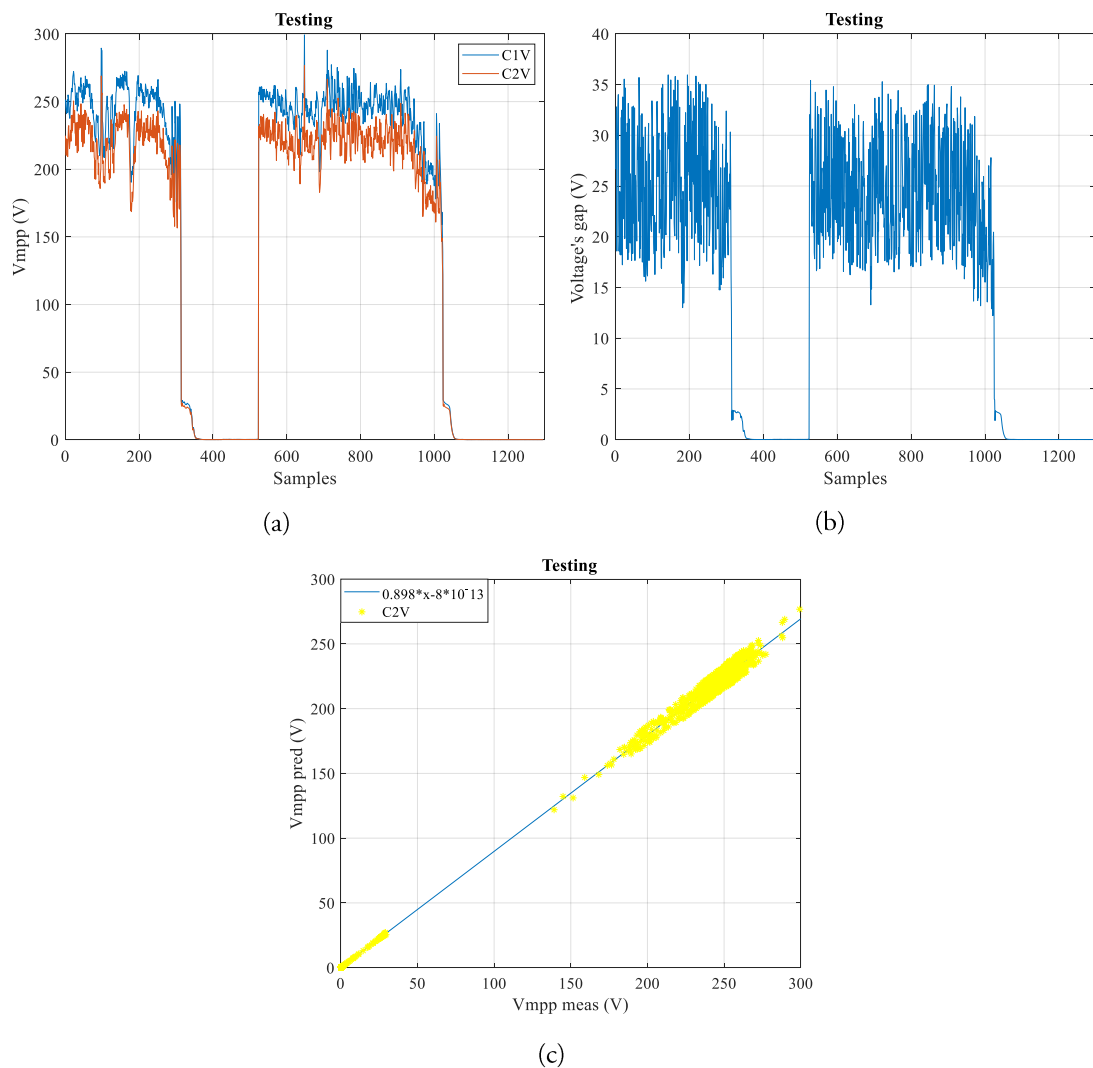 Testing
300
250
200
150
100
50
0
Vmpp (V)
C1V
C2V
0 200 400 600 800 1000 1200
Samples
(a)
Testing
40
35
30
25
20
15
10
5
0
Voltage's gap (V)
0 200 400 600 800 1000 1200
Samples
(b)
Testing
300
250
200
150
100
50
0
Vmpp pred (V)
0.898*x-8*10⁻13
C2V
0 50 100 150 200 250 300
Vmpp meas (V)
(c)